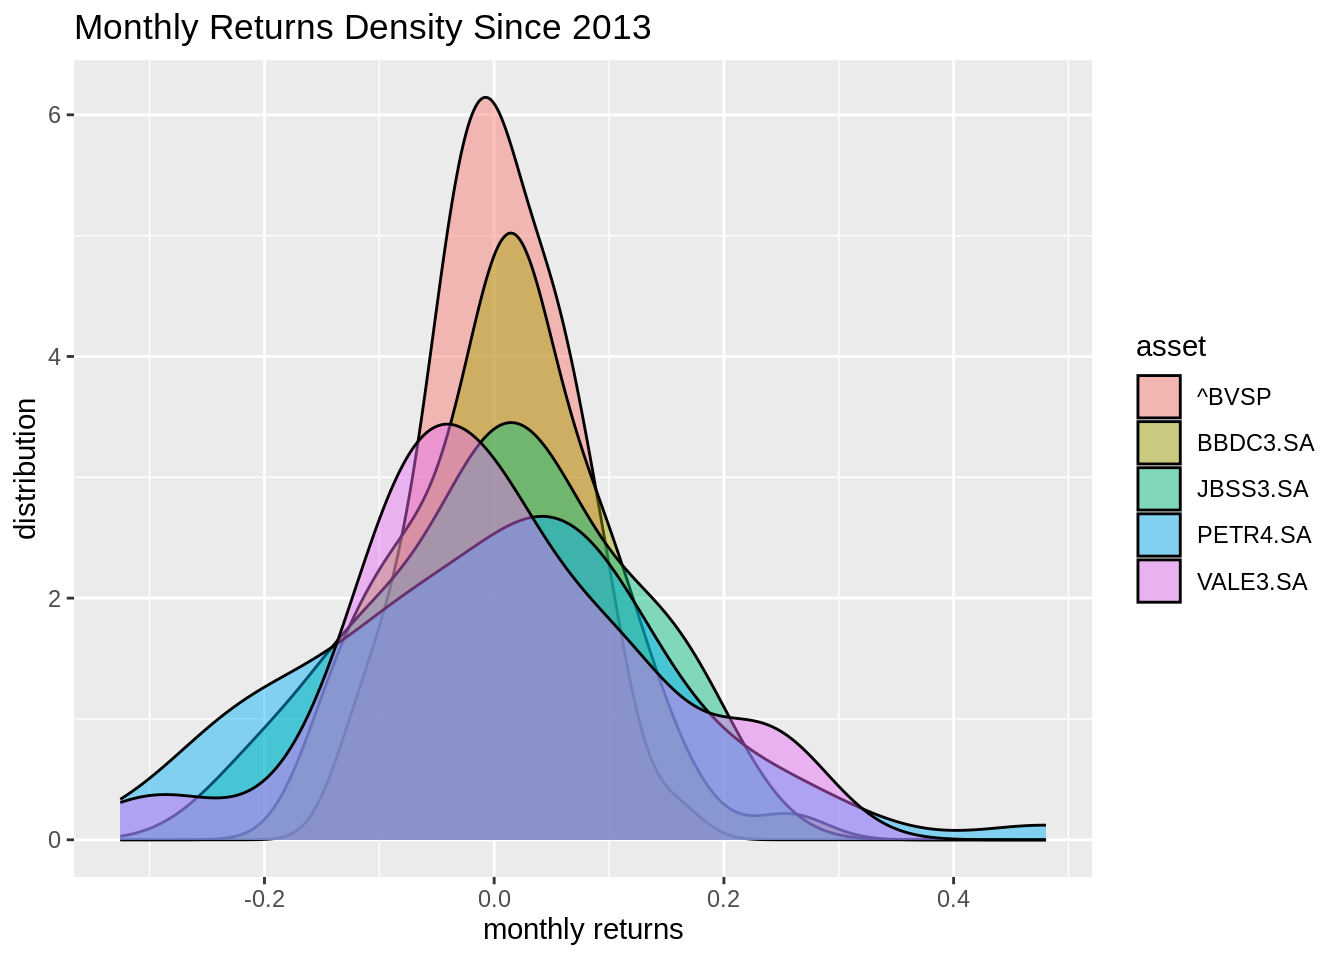 Monthly Returns Density Since 2013
6
4
2
0
distribution
-0.2 0.0 0.2 0.4
monthly returns
asset
^BVSP
BBDC3.SA
JBSS3.SA
PETR4.SA
VALE3.SA